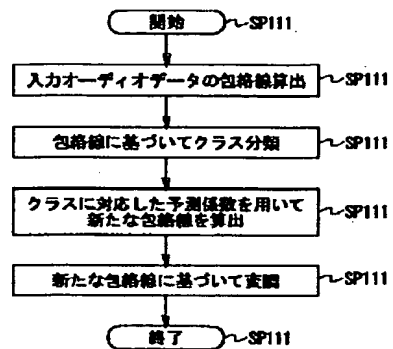 開始 SP111
入力オーディオデータの包絡線算出 SP111
包絡線に基づいてクラス分類 SP111
クラスに対応した予測係数を用いて
新たな包絡線を算出 SP111
新たな包絡線に基づいて変調 SP111
終了 SP111